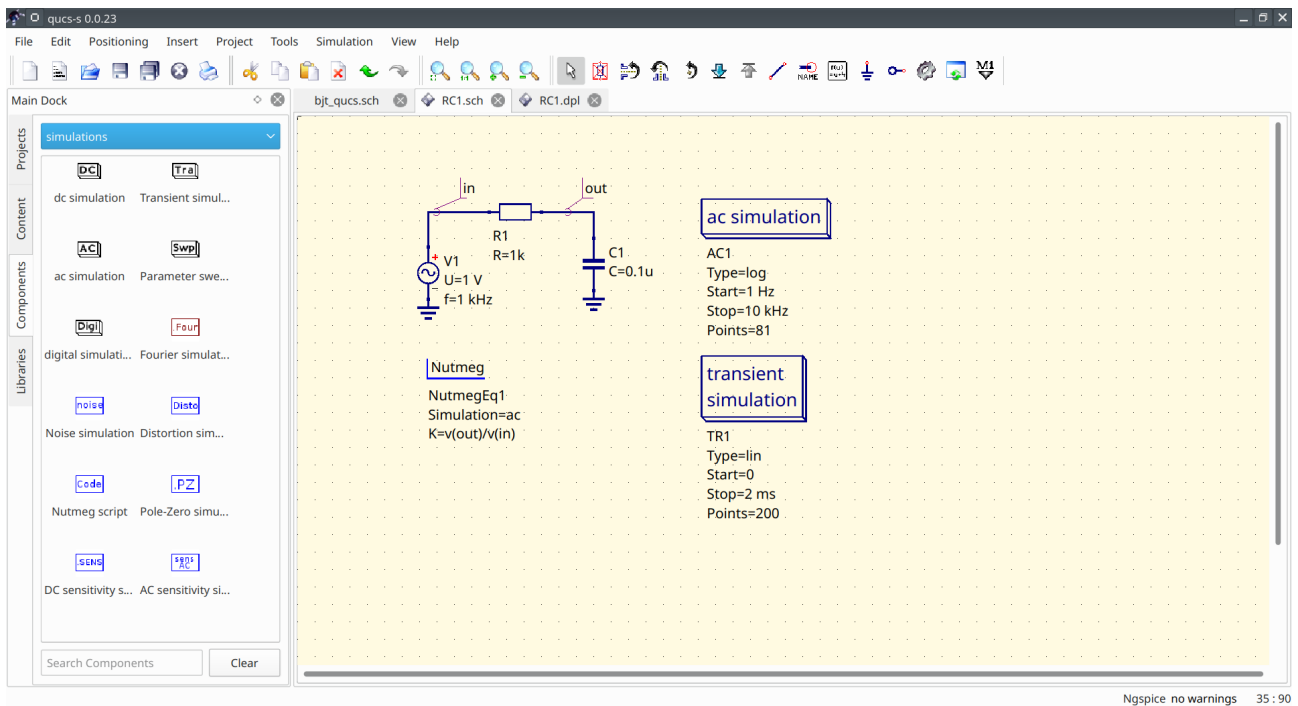 qucs-s 0.0.23
File Edit Positioning Insert Project Tools Simulation View Help
NAME
M1
Main Dock
bjt_qucs.sch RC1.sch RC1.dpl
Projects
Content
Components
Libraries
simulations
DC Tra
dc simulation Transient simul...
AC Swp
ac simulation Parameter swe...
Digi .Four
digital simulati... Fourier simulat...
noise Disto
Noise simulation Distortion sim...
Code .PZ
Nutmeg script Pole-Zero simu...
.SENS sens AC
DC sensitivity s... AC sensitivity si...
Search Components Clear
in
out
R1
R=1k
+ V1
U=1 V
f=1 kHz
C1
C=0.1u
Nutmeg
NutmegEq1
Simulation=ac
K=v(out)/v(in)
ac simulation
AC1
Type=log
Start=1 Hz
Stop=10 kHz
Points=81
transient
simulation
TR1
Type=lin
Start=0
Stop=2 ms
Points=200
Ngspice no warnings 35 : 90